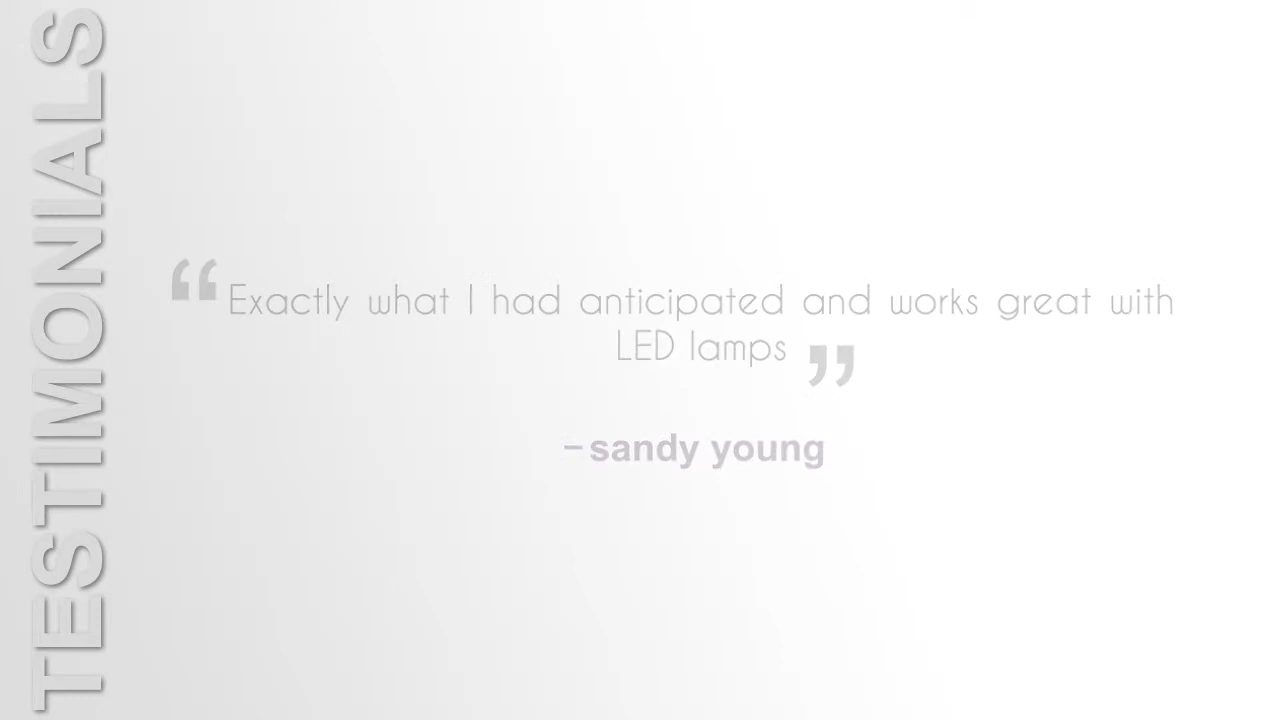 TESTIMONIALS
“Exactly what I had anticipated and works great with
LED lamps ”
– sandy young